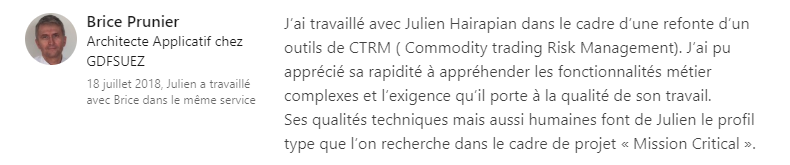 Brice Prunier
Architecte Applicatif chez
GDFSUEZ
18 juillet 2018, Julien a travaillé
avec Brice dans le même service
J’ai travaillé avec Julien Hairapian dans le cadre d’une refonte d’un
outils de CTRM ( Commodity trading Risk Management). J’ai pu
apprécié sa rapidité à appréhender les fonctionnalités métier
complexes et l’exigence qu’il porte à la qualité de son travail.
Ses qualités techniques mais aussi humaines font de Julien le profil
type que l’on recherche dans le cadre de projet « Mission Critical ».